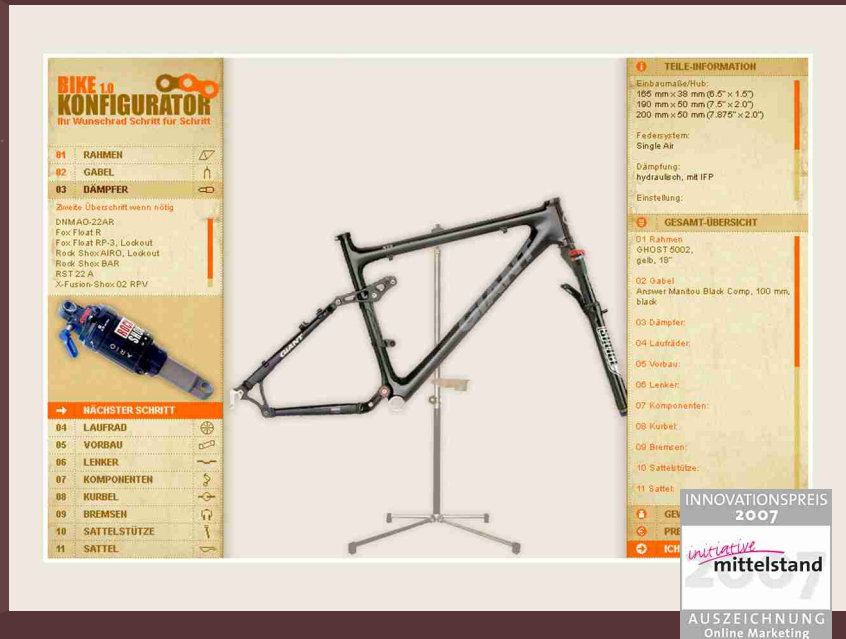 BIKE 1.0
KONFIGURATOR
Ihr Wunschrad Schritt für Schritt
01 RAHMEN
02 GABEL
03 DÄMPFER
Zweite Überschrift wenn nötig
DNMAO-22AR
Fox Float R
Fox Float RP-3, Lockout
Rock Shox AIRO, Lockout
Rock Shox BAR
RST 22 A
X-Fusion-Shox 02 RPV
NÄCHSTER SCHRITT
04 LAUFRAD
05 VORBAU
06 LENKER
07 KOMPONENTEN
08 KURBEL
09 BREMSEN
10 SATTELSTÜTZE
11 SATTEL
GIANT
GIANT
TEILE-INFORMATION
Einbaumaße/Hub:
165 mm x 38 mm (6.5" x 1.5")
190 mm x 50 mm (7.5" x 2.0")
200 mm x 50 mm (7.875" x 2.0")
Federsystem:
Single Air
Dämpfung:
hydraulisch, mit IFP
Einstellung:
GESAMT-ÜBERSICHT
01 Rahmen
GHOST 5002,
gelb, 18"
02 Gabel
Answer Manitou Black Comp, 100 mm,
black
03 Dämpfer:
04 Laufräder:
05 Vorbau:
06 Lenker:
07 Komponenten:
08 Kurbel:
09 Bremsen:
10 Sattelstütze:
11 Sattel:
ICH
INNOVATIONSPREIS
2007
initiative
mittelstand
AUSZEICHNUNG
Online Marketing